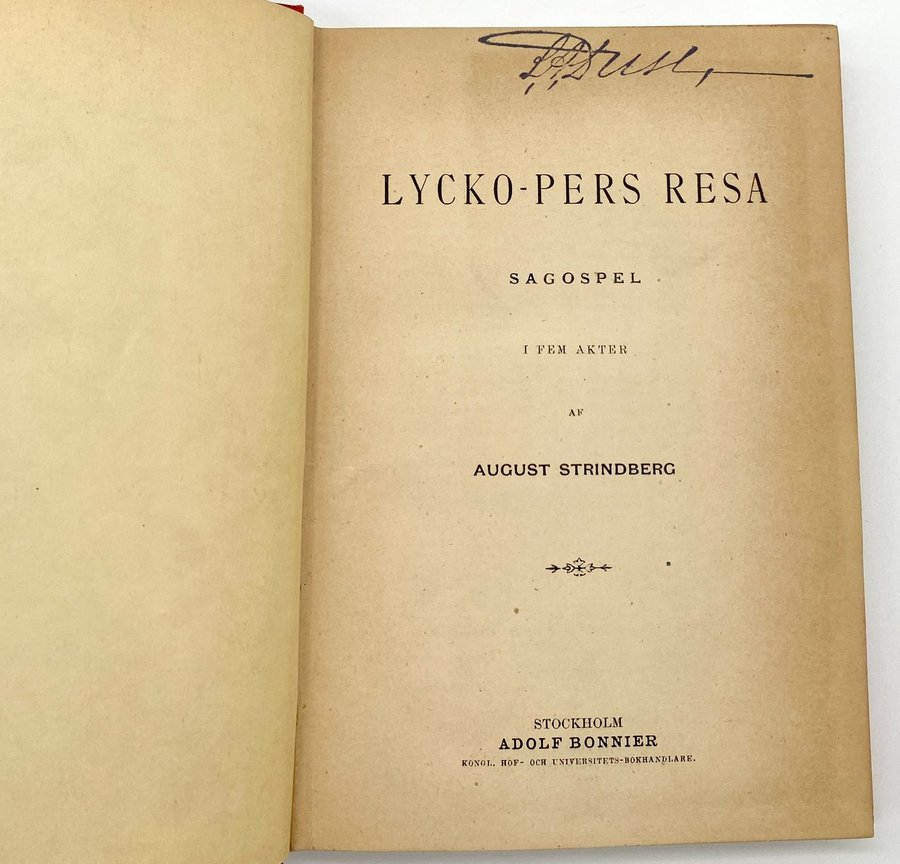 LYCKO-PERS RESA
SAGOSPEL
I FEM AKTER
AF
AUGUST STRINDBERG
STOCKHOLM
ADOLF BONNIER
KONGL. HOF- OCH UNIVERSITETS-BOKHANDLARE.